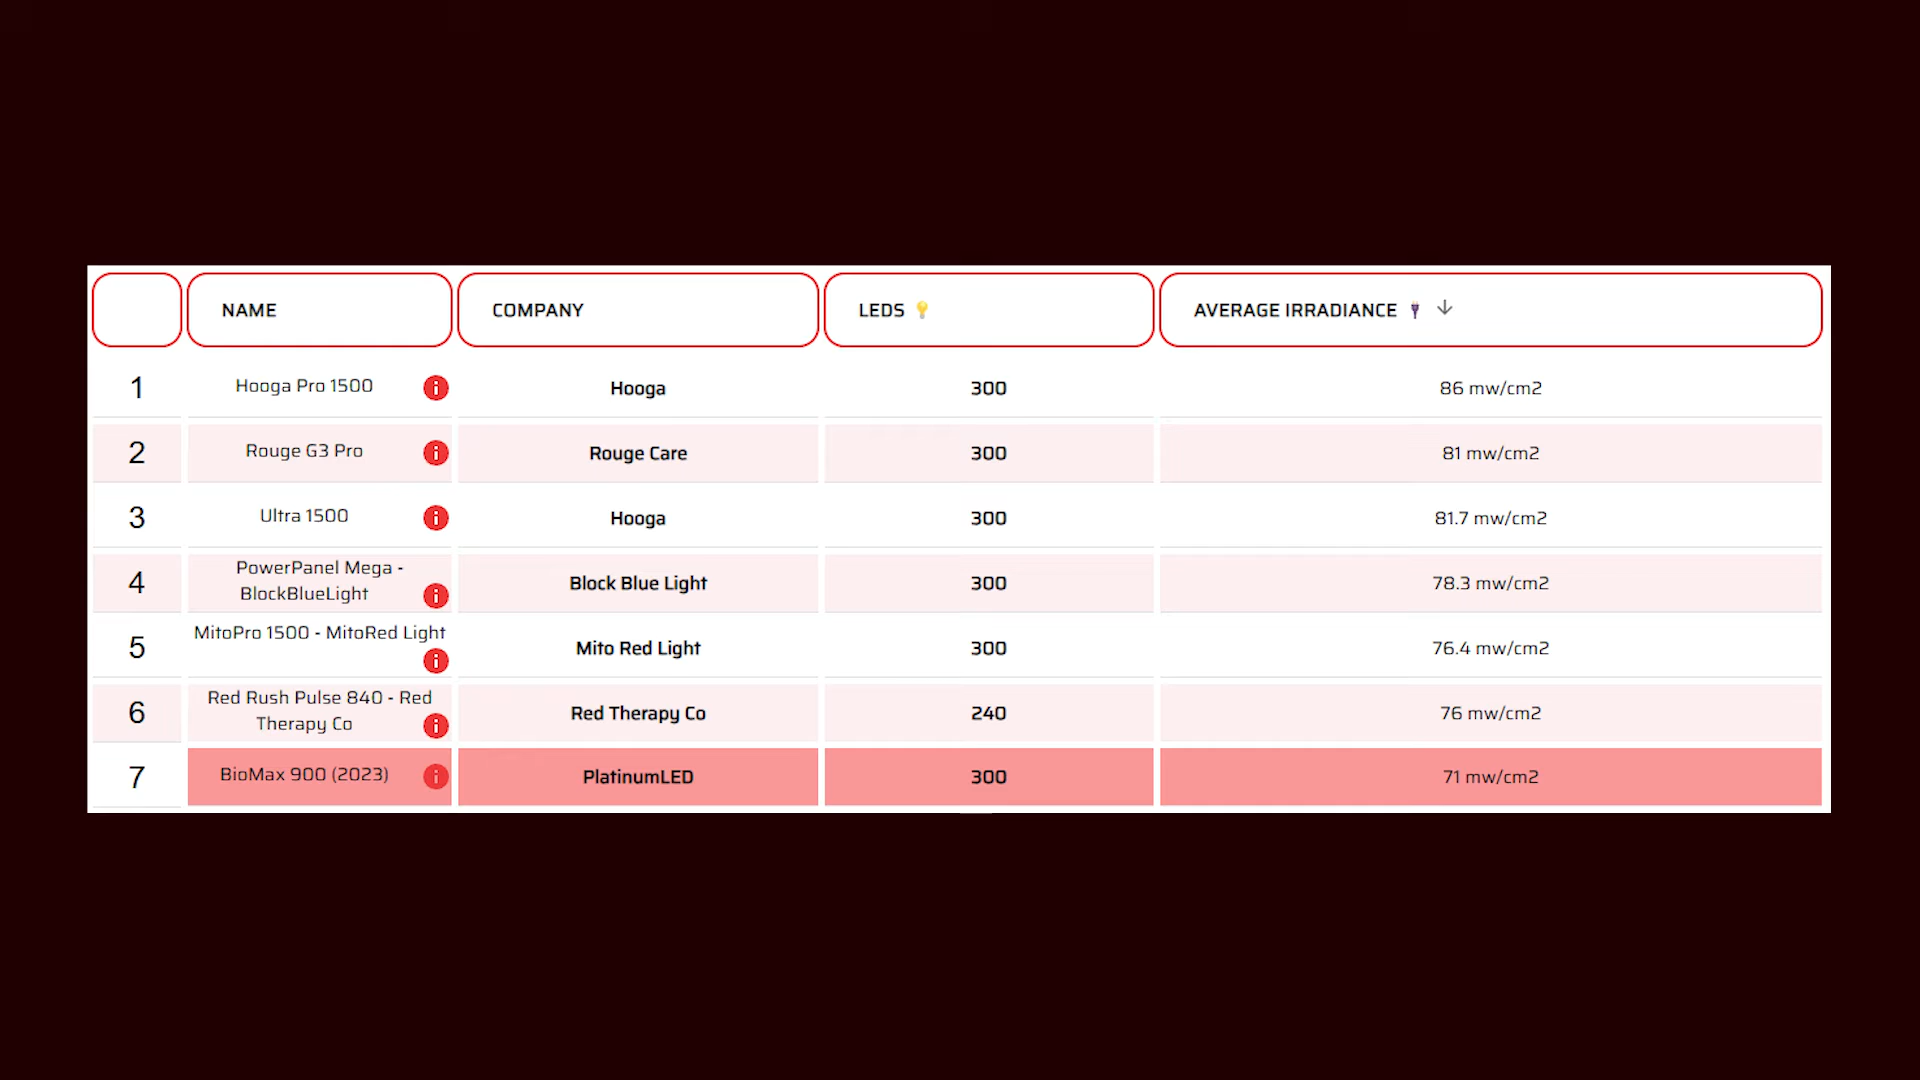 NAME COMPANY LEDS 💡 AVERAGE IRRADIANCE ↓
1 Hooga Pro 1500 i Hooga 300 86 mw/cm2
2 Rouge G3 Pro i Rouge Care 300 81 mw/cm2
3 Ultra 1500 i Hooga 300 81.7 mw/cm2
4 PowerPanel Mega -
BlockBlueLight i Block Blue Light 300 78.3 mw/cm2
5 MitoPro 1500 - MitoRed Light i Mito Red Light 300 76.4 mw/cm2
6 Red Rush Pulse 840 - Red
Therapy Co i Red Therapy Co 240 76 mw/cm2
7 BioMax 900 (2023) i PlatinumLED 300 71 mw/cm2